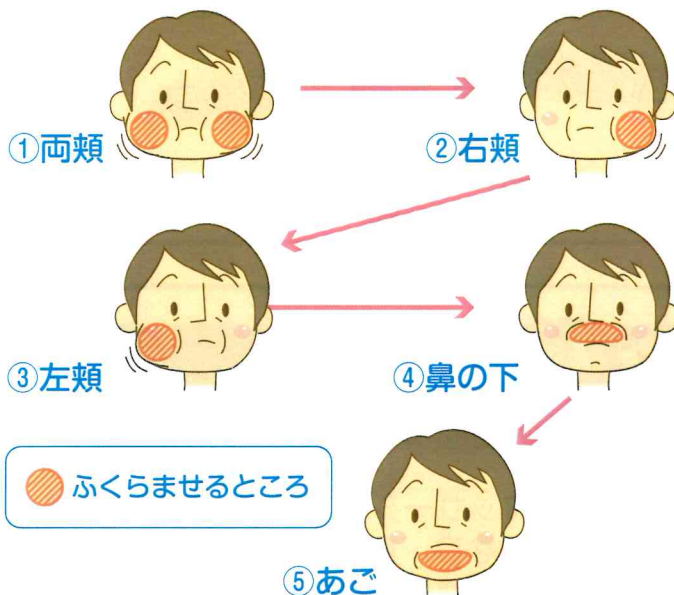 ①両頬
②右頬
③左頬
④鼻の下
ふくらませるところ
⑤あご